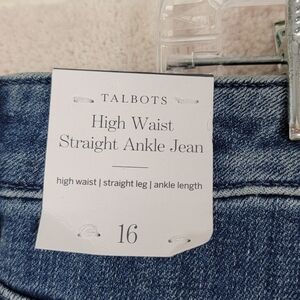 TALBOTS
High Waist
Straight Ankle Jean
high waist | straight leg | ankle length
16